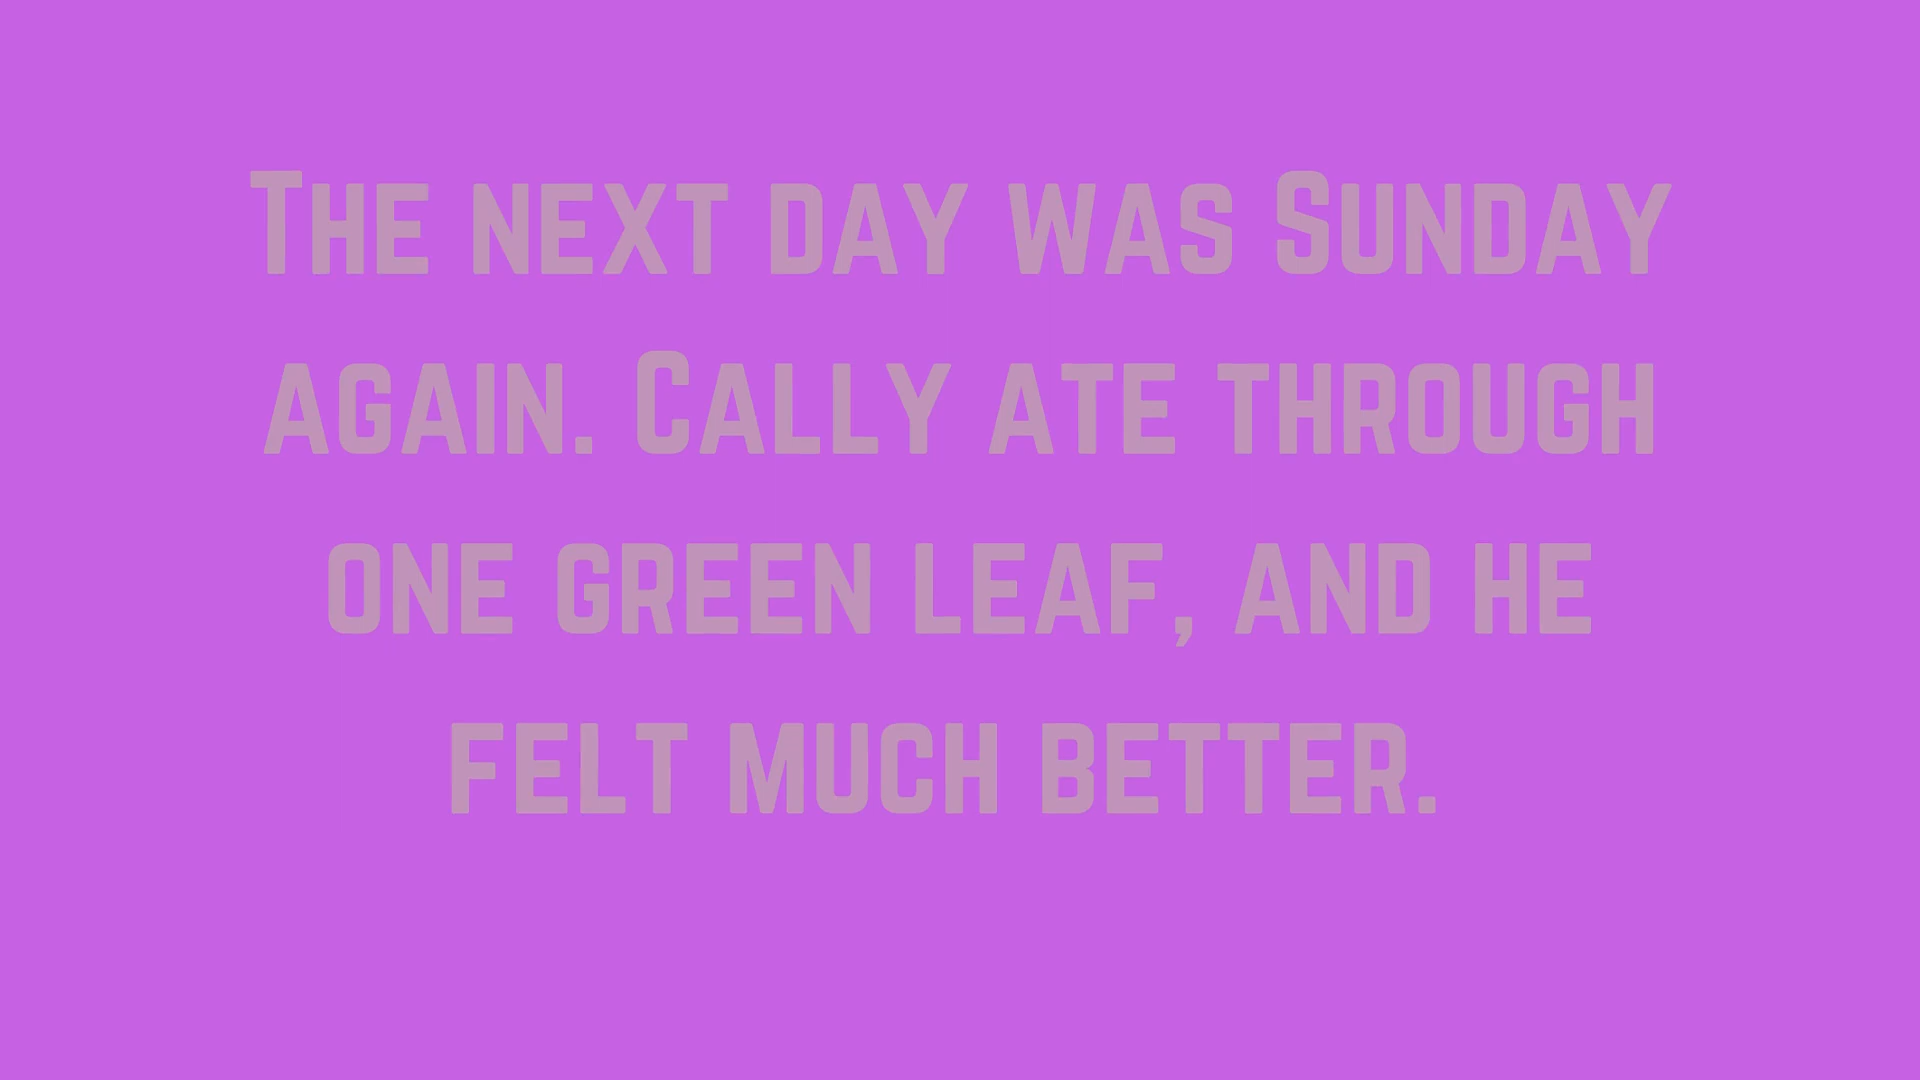 The next day was Sunday
again. Cally ate through
one green leaf, and he
felt much better.